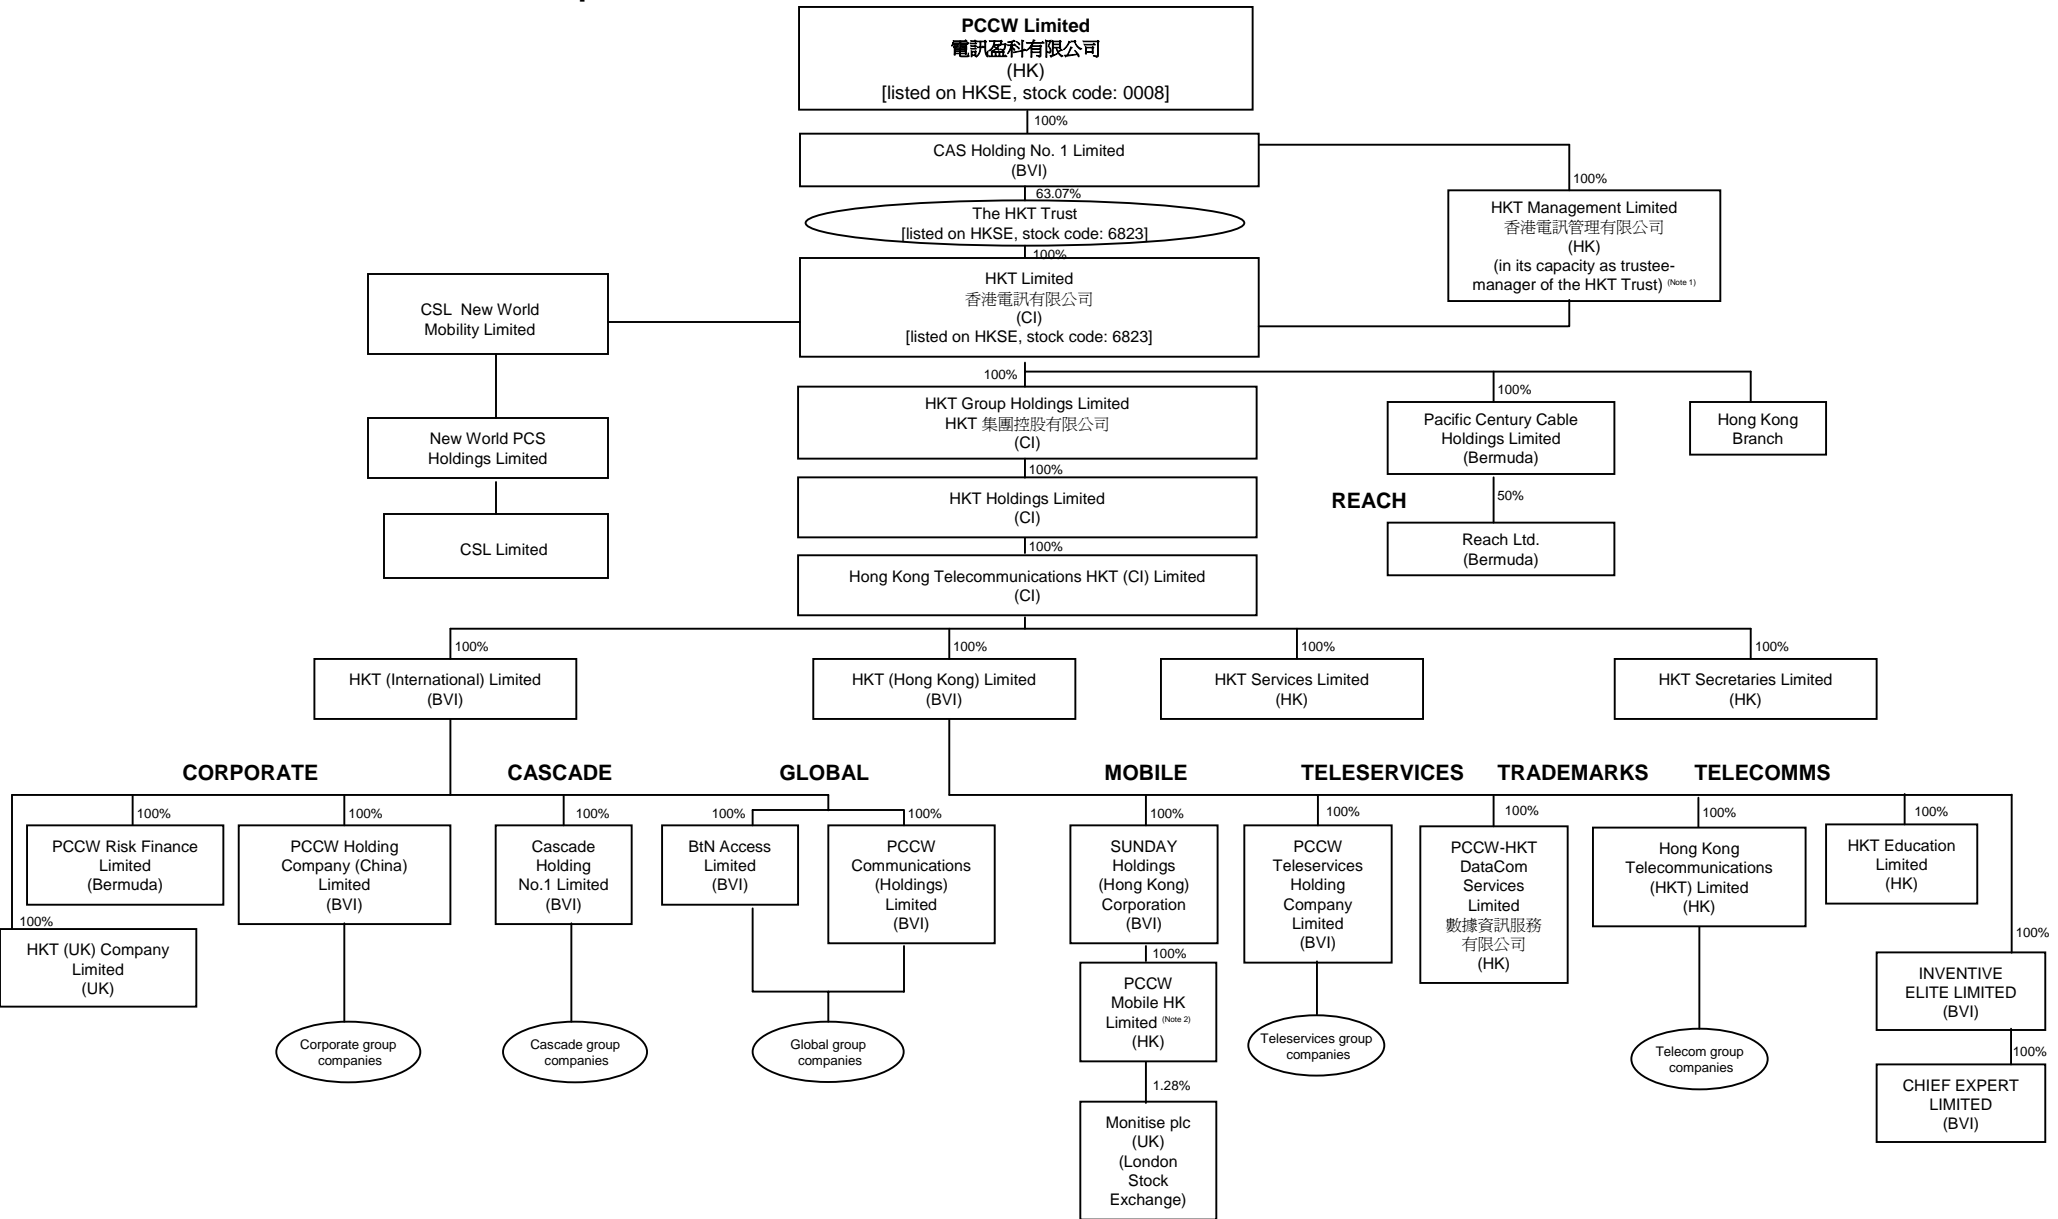 PCCW Limited
電訊盈科有限公司
(HK)
[listed on HKSE, stock code: 0008]
100%
CAS Holding No. 1 Limited
(BVI)
63.07%
100%
The HKT Trust
[listed on HKSE, stock code: 6823]
100%
HKT Management Limited
香港電訊管理有限公司
(HK)
(in its capacity as trustee-
manager of the HKT Trust) (Note 1)
HKT Limited
香港電訊有限公司
(CI)
[listed on HKSE, stock code: 6823]
CSL New World
Mobility Limited
New World PCS
Holdings Limited
CSL Limited
100%
HKT Group Holdings Limited
HKT 集團控股有限公司
(CI)
100%
Pacific Century Cable
Holdings Limited
(Bermuda)
Hong Kong
Branch
100%
HKT Holdings Limited
(CI)
REACH
50%
Reach Ltd.
(Bermuda)
100%
Hong Kong Telecommunications HKT (CI) Limited
(CI)
100%
HKT (International) Limited
(BVI)
100%
HKT (Hong Kong) Limited
(BVI)
100%
HKT Services Limited
(HK)
100%
HKT Secretaries Limited
(HK)
CORPORATE
CASCADE
GLOBAL
MOBILE
TELESERVICES
TRADEMARKS
TELECOMMS
100%
PCCW Risk Finance
Limited
(Bermuda)
100%
PCCW Holding
Company (China)
Limited
(BVI)
100%
Cascade
Holding
No.1 Limited
(BVI)
100%
BtN Access
Limited
(BVI)
100%
PCCW
Communications
(Holdings)
Limited
(BVI)
100%
SUNDAY
Holdings
(Hong Kong)
Corporation
(BVI)
100%
PCCW
Teleservices
Holding
Company
Limited
(BVI)
100%
PCCW-HKT
DataCom
Services
Limited
數據資訊服務
有限公司
(HK)
100%
Hong Kong
Telecommunications
(HKT) Limited
(HK)
100%
HKT Education
Limited
(HK)
100%
HKT (UK) Company
Limited
(UK)
100%
PCCW
Mobile HK
Limited (Note 2)
(HK)
100%
INVENTIVE
ELITE LIMITED
(BVI)
Corporate group
companies
Cascade group
companies
Global group
companies
Teleservices group
companies
Telecom group
companies
1.28%
Monitise plc
(UK)
(London
Stock
Exchange)
100%
CHIEF EXPERT
LIMITED
(BVI)